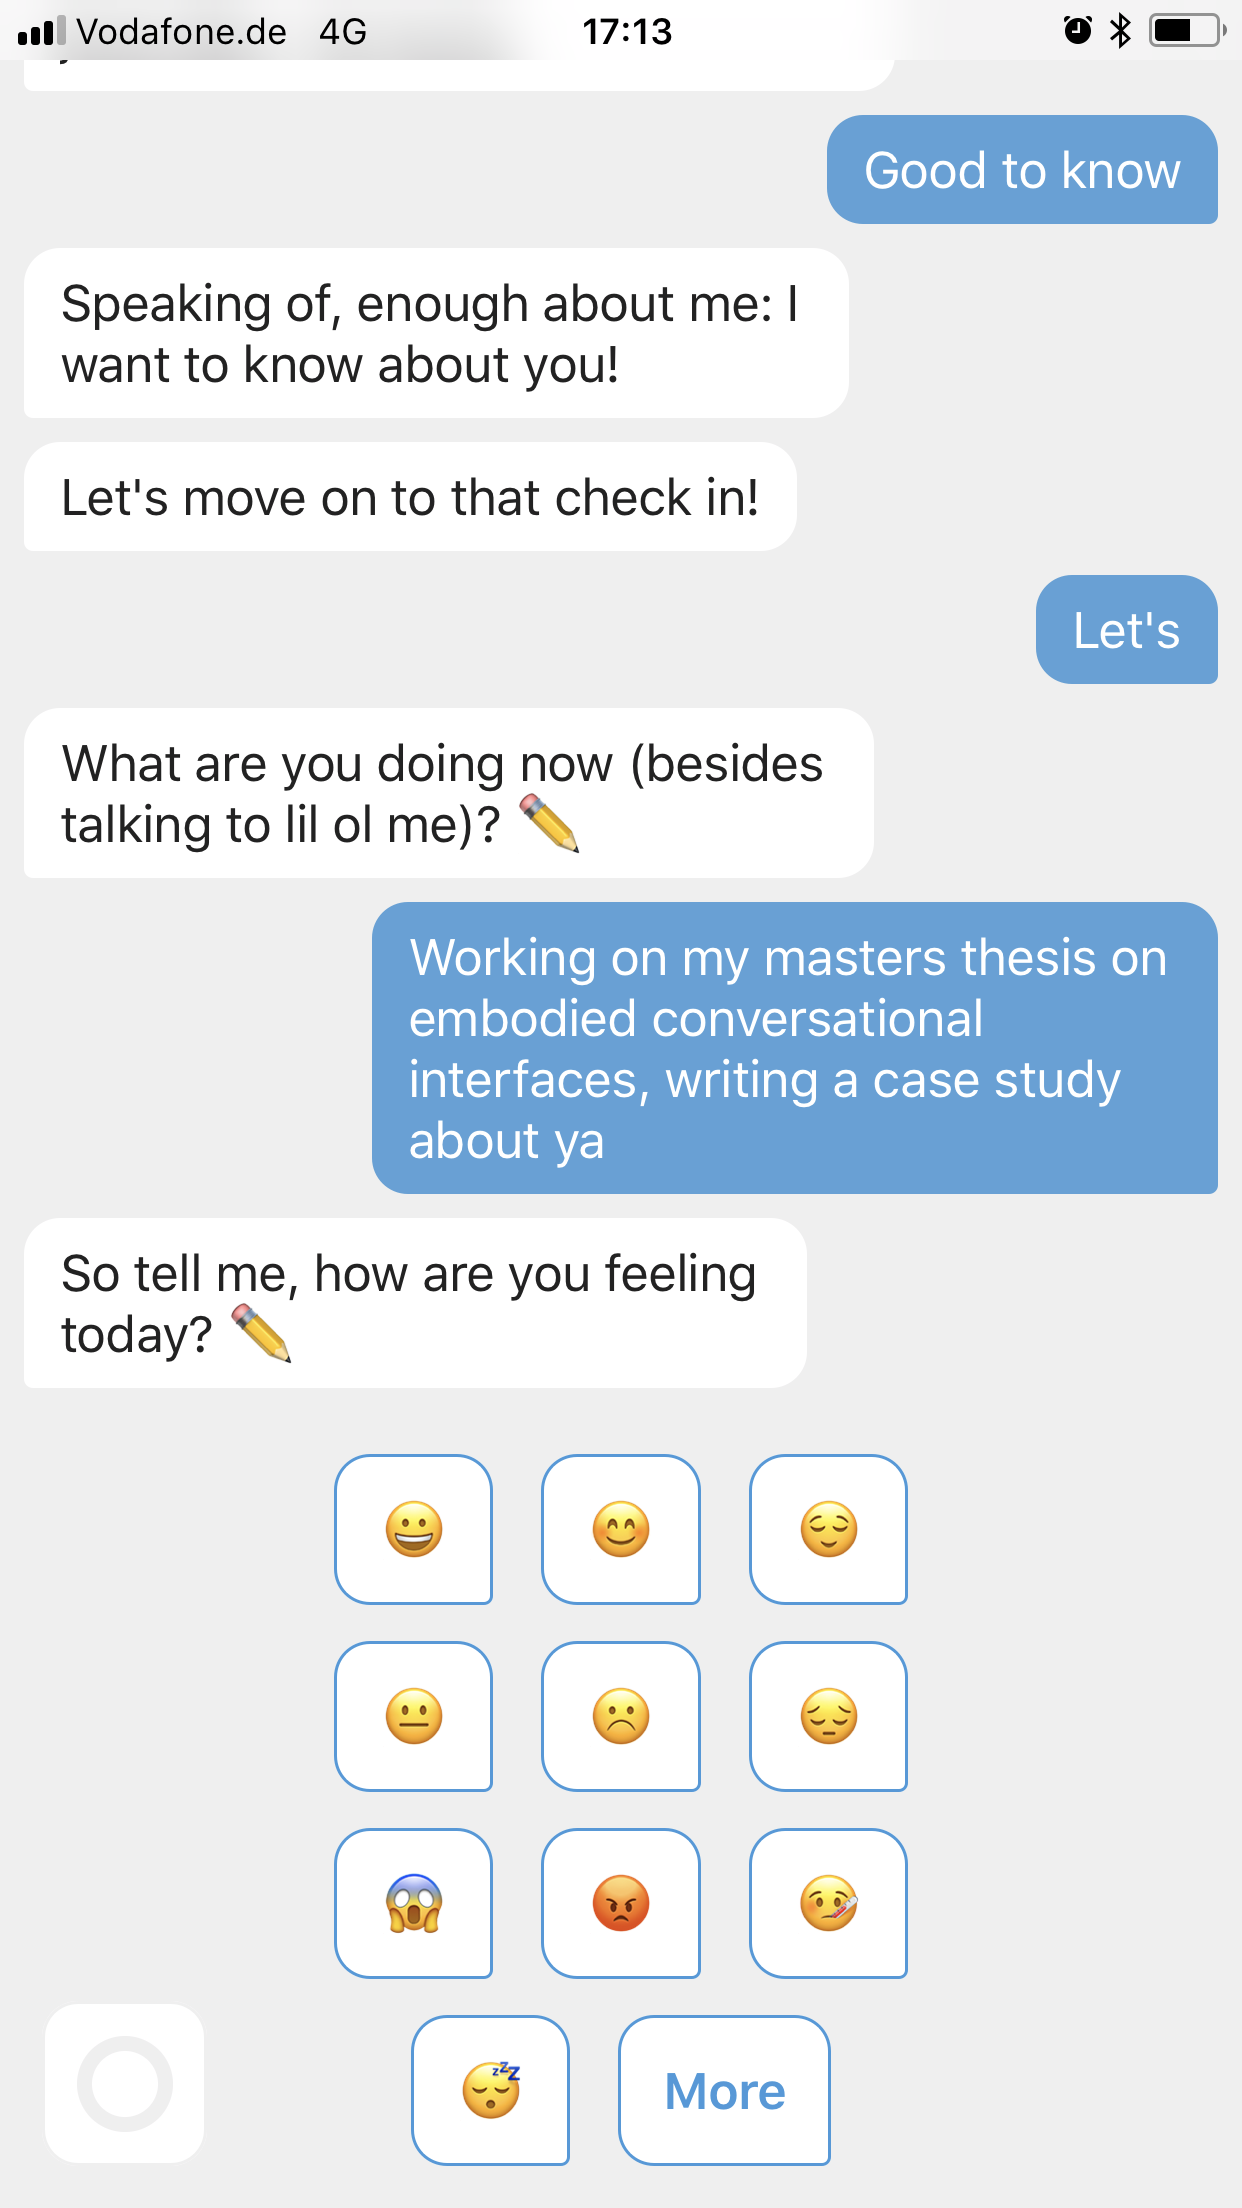 Vodafone.de 4G 17:13
Good to know
Speaking of, enough about me: I
want to know about you!
Let's move on to that check in!
Let's
What are you doing now (besides
talking to lil ol me)? ✏️
Working on my masters thesis on
embodied conversational
interfaces, writing a case study
about ya
So tell me, how are you feeling
today? ✏️
More